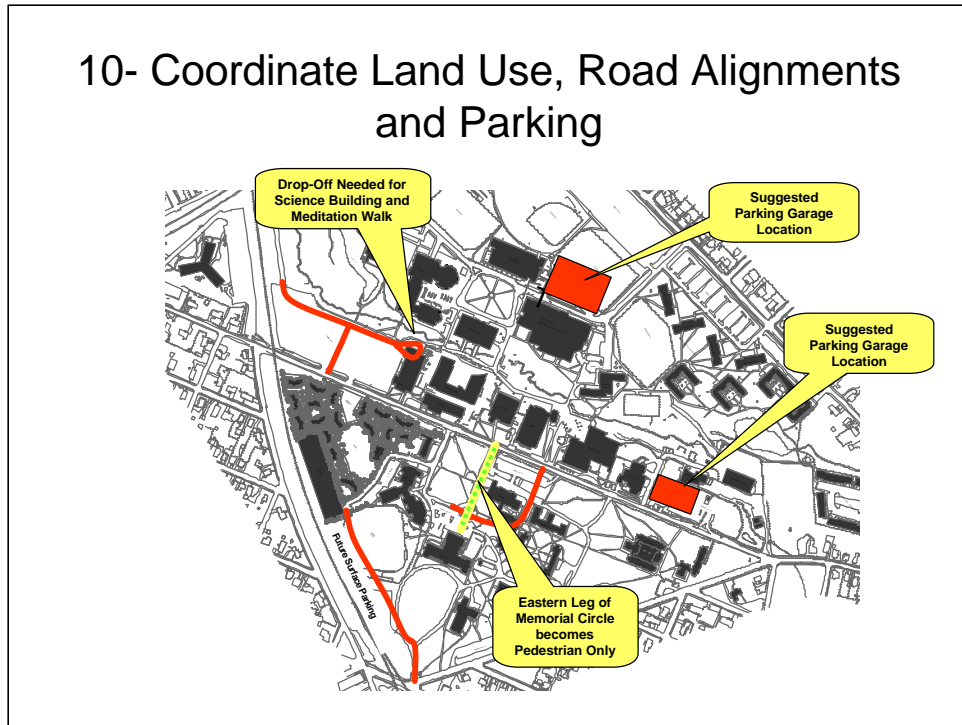 10- Coordinate Land Use, Road Alignments
and Parking
Drop-Off Needed for
Science Building and
Meditation Walk
Suggested
Parking Garage
Location
Suggested
Parking Garage
Location
Future Surface Parking
Eastern Leg of
Memorial Circle
becomes
Pedestrian Only